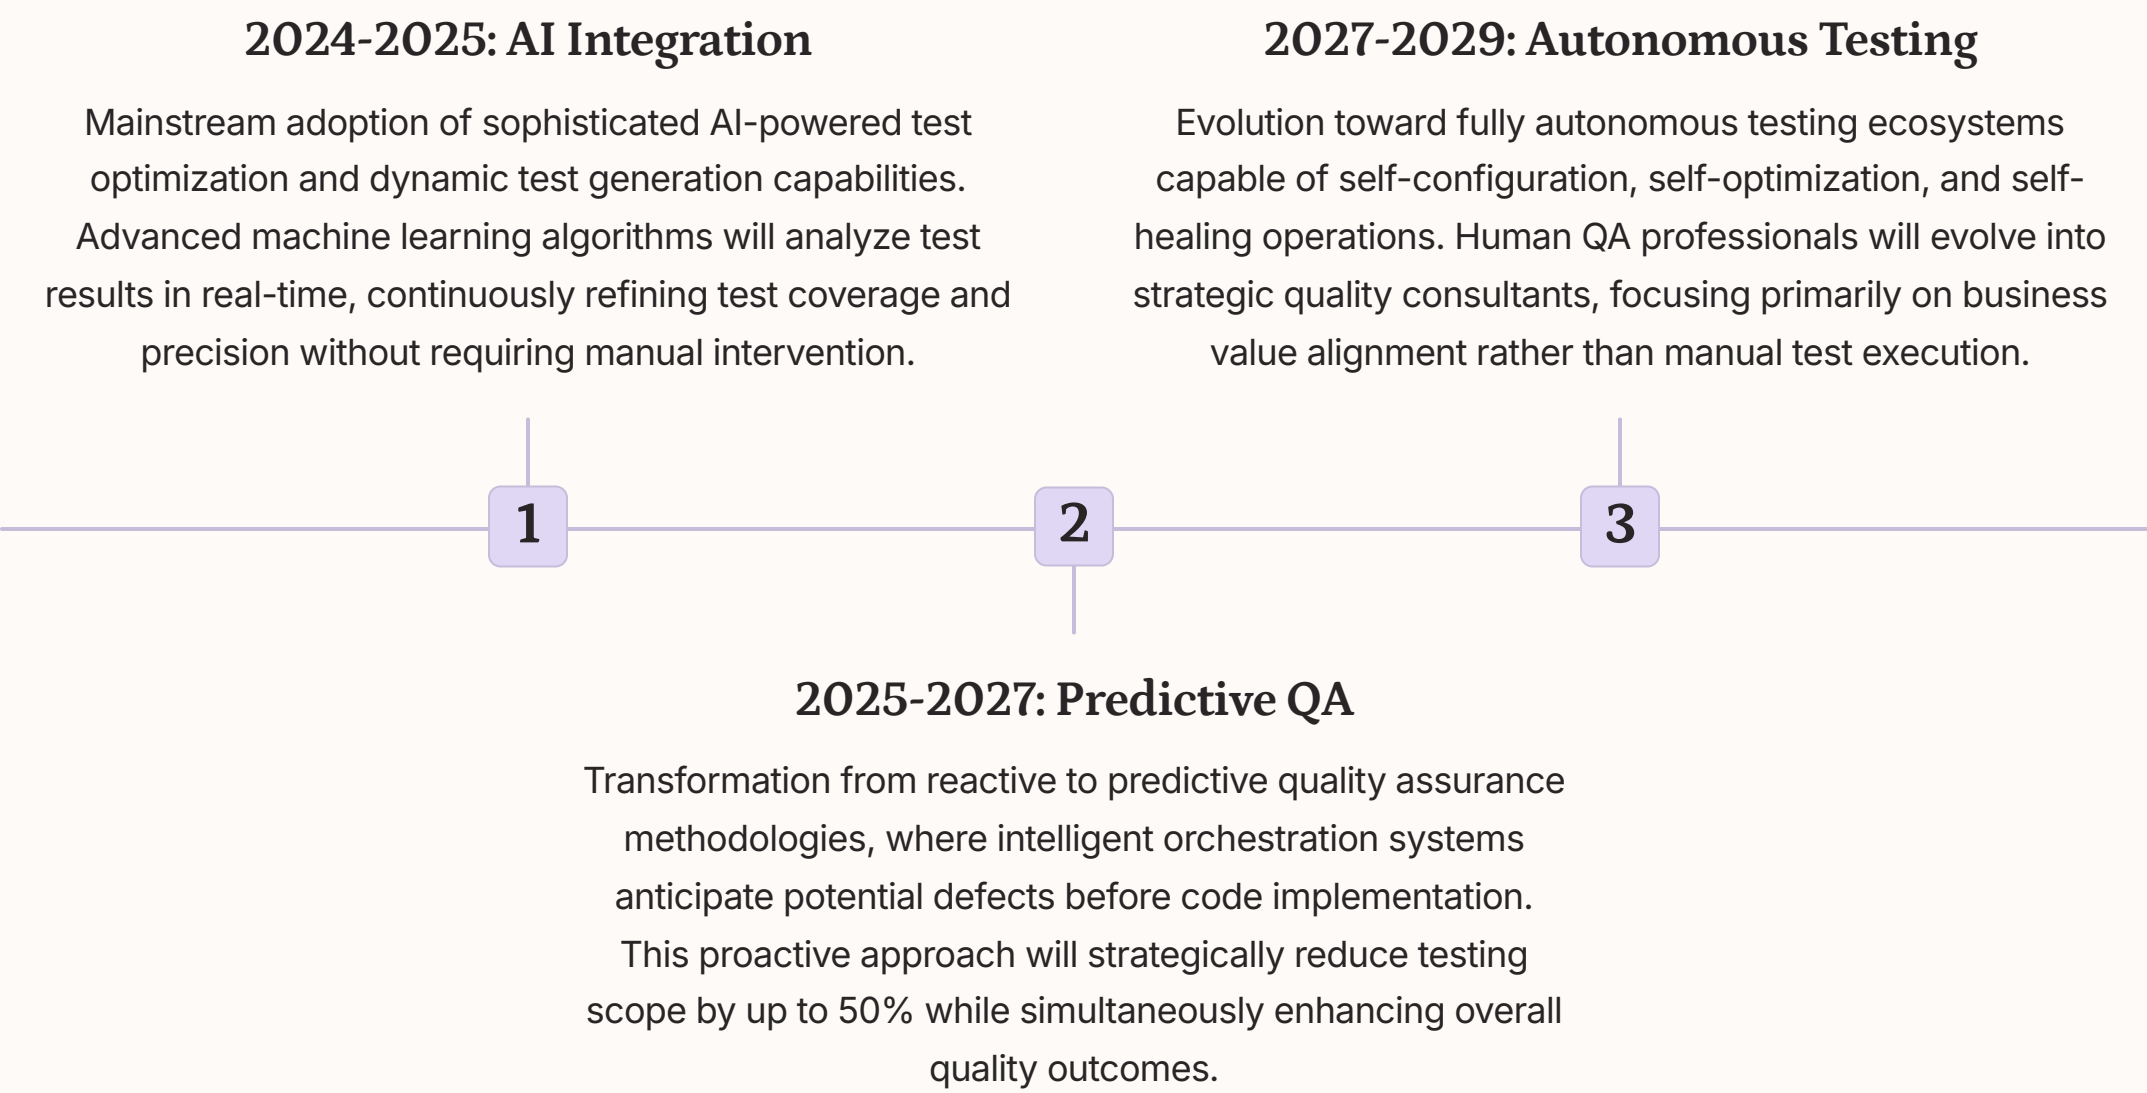 2024-2025: AI Integration
Mainstream adoption of sophisticated AI-powered test
optimization and dynamic test generation capabilities.
Advanced machine learning algorithms will analyze test
results in real-time, continuously refining test coverage and
precision without requiring manual intervention.
2027-2029: Autonomous Testing
Evolution toward fully autonomous testing ecosystems
capable of self-configuration, self-optimization, and self-
healing operations. Human QA professionals will evolve into
strategic quality consultants, focusing primarily on business
value alignment rather than manual test execution.
1
2
3
2025-2027: Predictive QA
Transformation from reactive to predictive quality assurance
methodologies, where intelligent orchestration systems
anticipate potential defects before code implementation.
This proactive approach will strategically reduce testing
scope by up to 50% while simultaneously enhancing overall
quality outcomes.